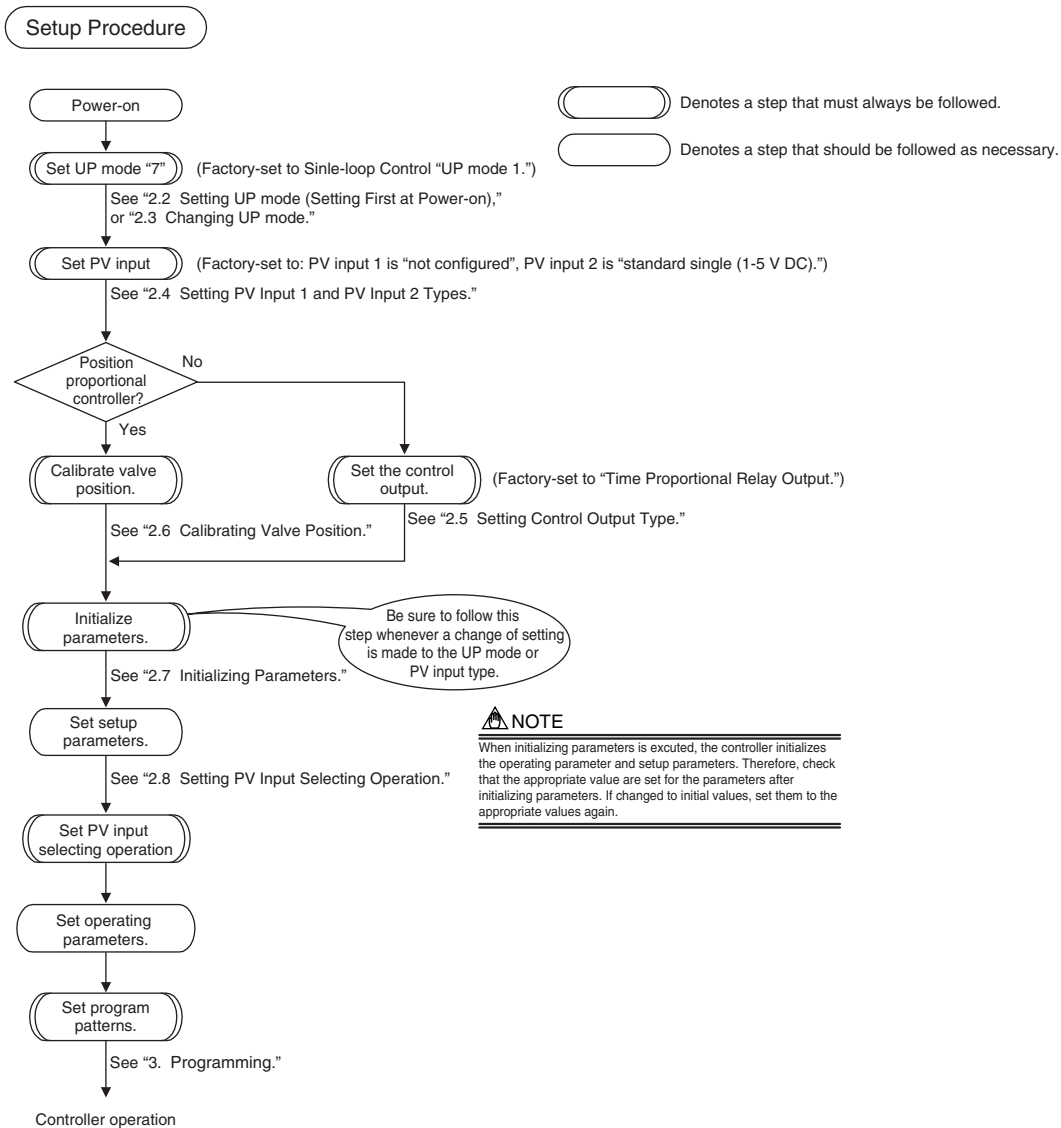 Setup Procedure
Power-on
Denotes a step that must always be followed.
Denotes a step that should be followed as necessary.
Set UP mode “7”
(Factory-set to Sinle-loop Control “UP mode 1.”)
See “2.2 Setting UP mode (Setting First at Power-on),”
or “2.3 Changing UP mode.”
Set PV input
(Factory-set to: PV input 1 is “not configured”, PV input 2 is “standard single (1-5 V DC).”)
See “2.4 Setting PV Input 1 and PV Input 2 Types.”
Position
proportional
controller?
No
Yes
Calibrate valve
position.
See “2.6 Calibrating Valve Position.”
Set the control
output.
(Factory-set to “Time Proportional Relay Output.”)
See “2.5 Setting Control Output Type.”
Initialize
parameters.
Be sure to follow this
step whenever a change of setting
is made to the UP mode or
PV input type.
See “2.7 Initializing Parameters.”
Set setup
parameters.
See “2.8 Setting PV Input Selecting Operation.”
NOTE
When initializing parameters is excuted, the controller initializes
the operating parameter and setup parameters. Therefore, check
that the appropriate value are set for the parameters after
initializing parameters. If changed to initial values, set them to the
appropriate values again.
Set PV input
selecting operation
Set operating
parameters.
Set program
patterns.
See “3. Programming.”
Controller operation